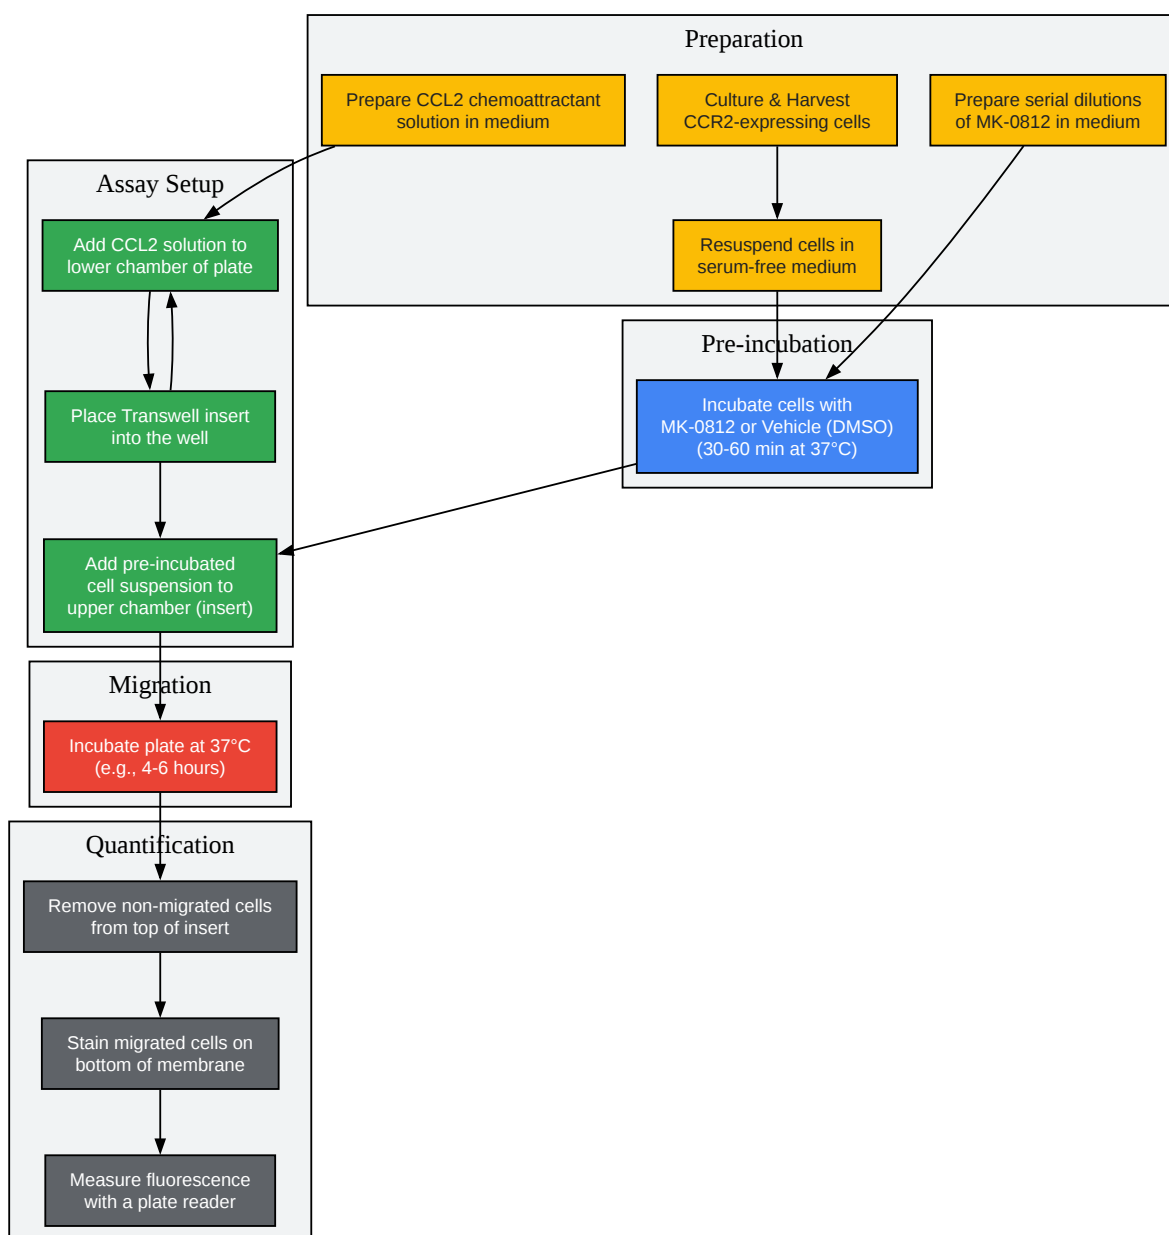 Preparation
Prepare CCL2 chemoattractant
solution in medium
Culture & Harvest
CCR2-expressing cells
Prepare serial dilutions
of MK-0812 in medium
Resuspend cells in
serum-free medium
Assay Setup
Add CCL2 solution to
lower chamber of plate
Place Transwell insert
into the well
Add pre-incubated
cell suspension to
upper chamber (insert)
Pre-incubation
Incubate cells with
MK-0812 or Vehicle (DMSO)
(30-60 min at 37°C)
Migration
Incubate plate at 37°C
(e.g., 4-6 hours)
Quantification
Remove non-migrated cells
from top of insert
Stain migrated cells on
bottom of membrane
Measure fluorescence
with a plate reader